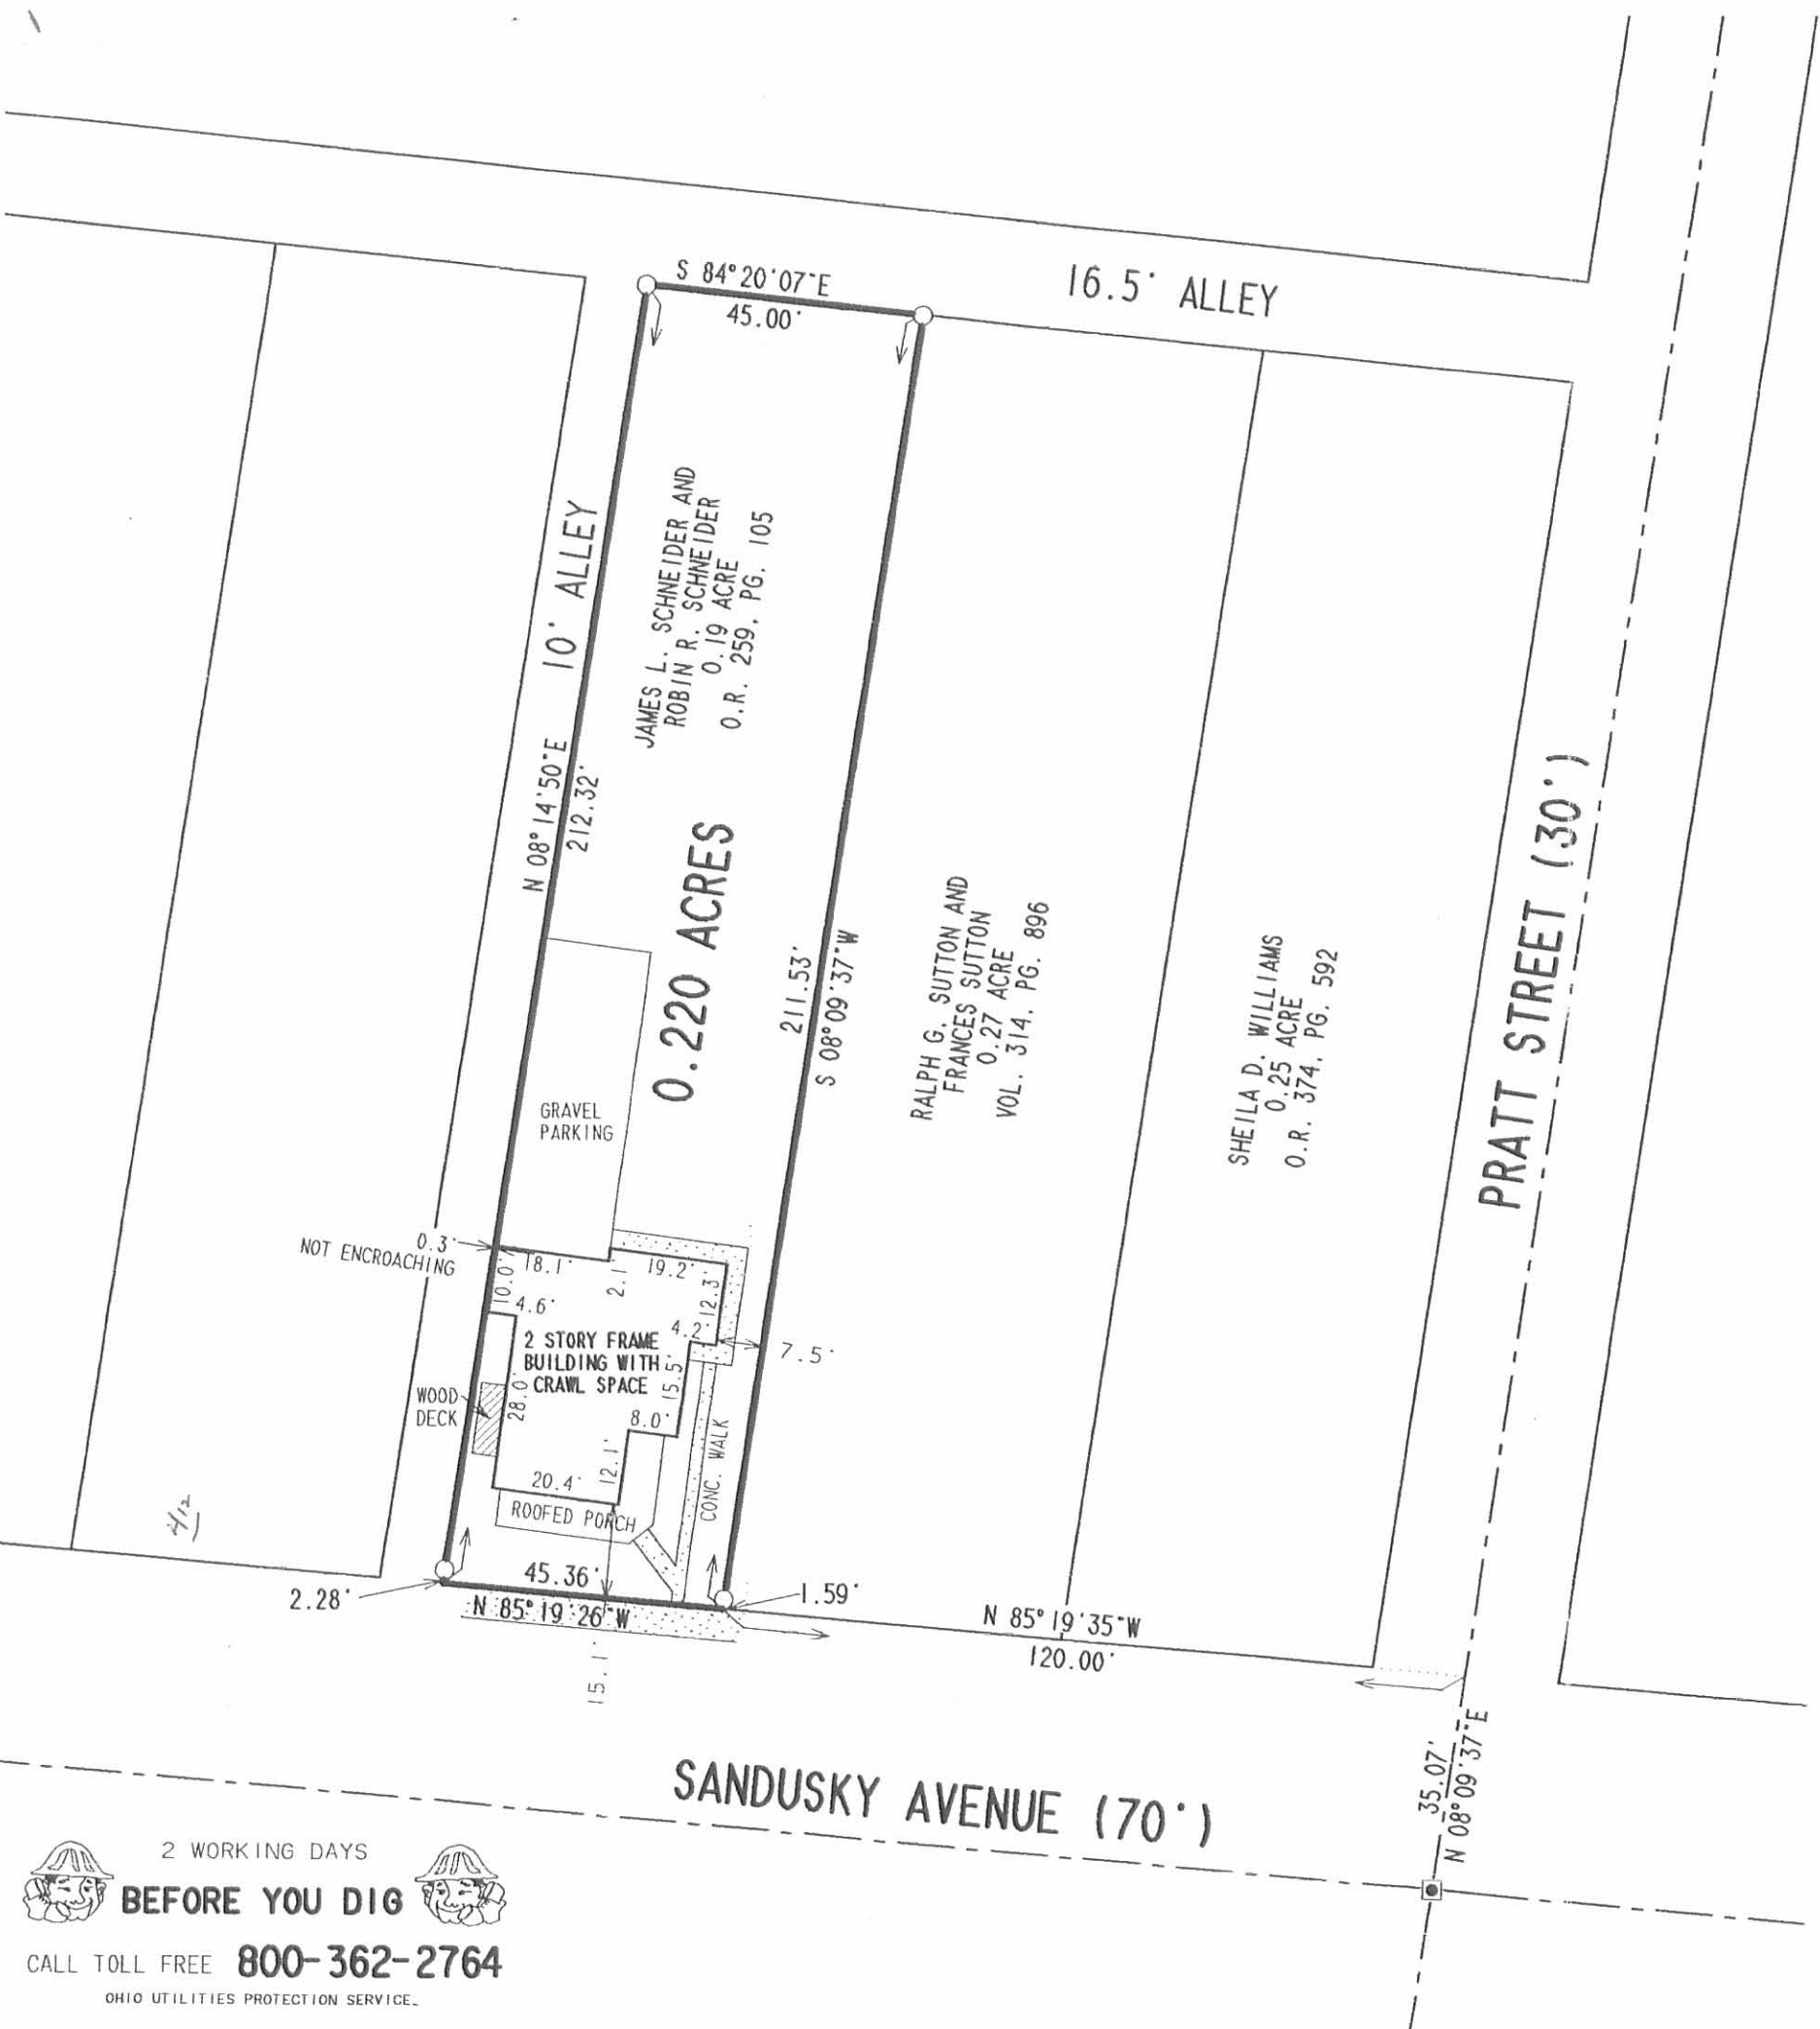 S 84°20'07"E
45.00'
16.5' ALLEY
10' ALLEY
N 08°14'50"E
212.32'
JAMES L. SCHNEIDER AND
ROBIN R. SCHNEIDER
0.19 ACRE
O.R. 259, PG. 105
0.220 ACRES
211.53'
S 08°09'37"W
RALPH G. SUTTON AND
FRANCES SUTTON
0.27 ACRE
VOL. 314, PG. 896
SHEILA D. WILLIAMS
0.25 ACRE
O.R. 374, PG. 592
PRATT STREET (30')
GRAVEL
PARKING
0.3'
NOT ENCROACHING
18.1'
2.1'
19.2'
10.0'
12.3'
4.6'
4.2'
7.5'
2 STORY FRAME
BUILDING WITH
CRAWL SPACE
15.5'
WOOD
DECK
28.0'
8.0'
12.1'
20.4'
CONC. WALK
ROOFED PORCH
412
2.28'
45.36'
N 85°19'26"W
1.59'
15.1'
N 85°19'35"W
120.00'
35.07'
N 08°09'37"E
SANDUSKY AVENUE (70')
2 WORKING DAYS
BEFORE YOU DIG
CALL TOLL FREE 800-362-2764
OHIO UTILITIES PROTECTION SERVICE.